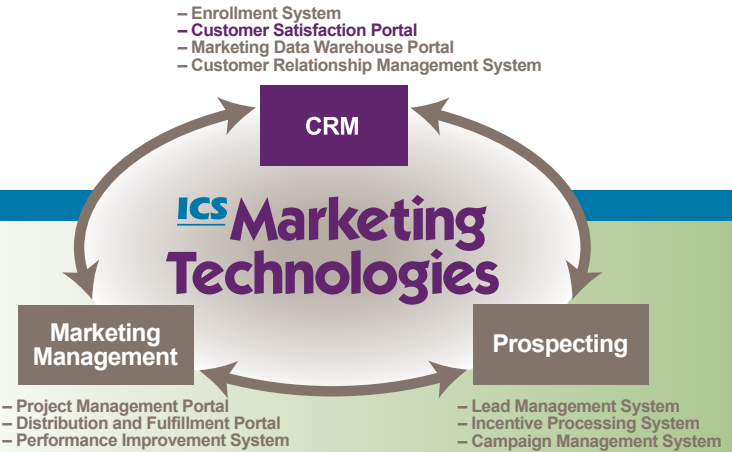 – Enrollment System
– Customer Satisfaction Portal
– Marketing Data Warehouse Portal
– Customer Relationship Management System
CRM
ICS Marketing
Technologies
Marketing
Management
Prospecting
– Project Management Portal
– Distribution and Fulfillment Portal
– Performance Improvement System
– Lead Management System
– Incentive Processing System
– Campaign Management System